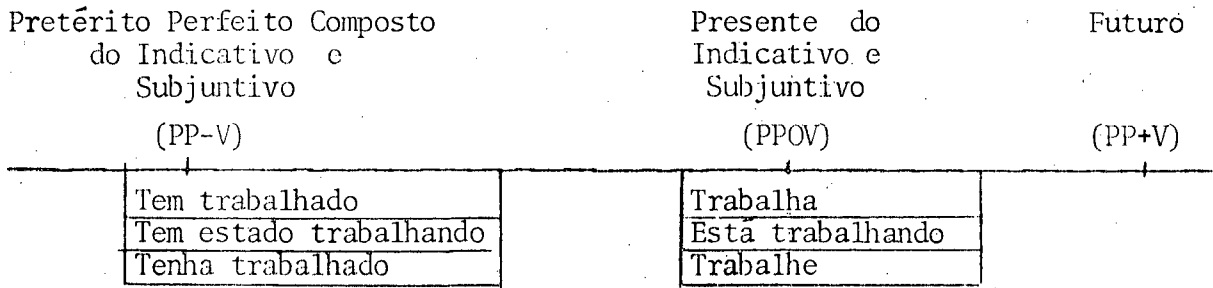 Pretérito Perfeito Composto
do Indicativo e
Subjuntivo
(PP-V)
Presente do
Indicativo e
Subjuntivo
(PPOV)
Futuro
(PP+V)
Tem trabalhado
Tem estado trabalhando
Tenha trabalhado
Trabalha
Está trabalhando
Trabalhe